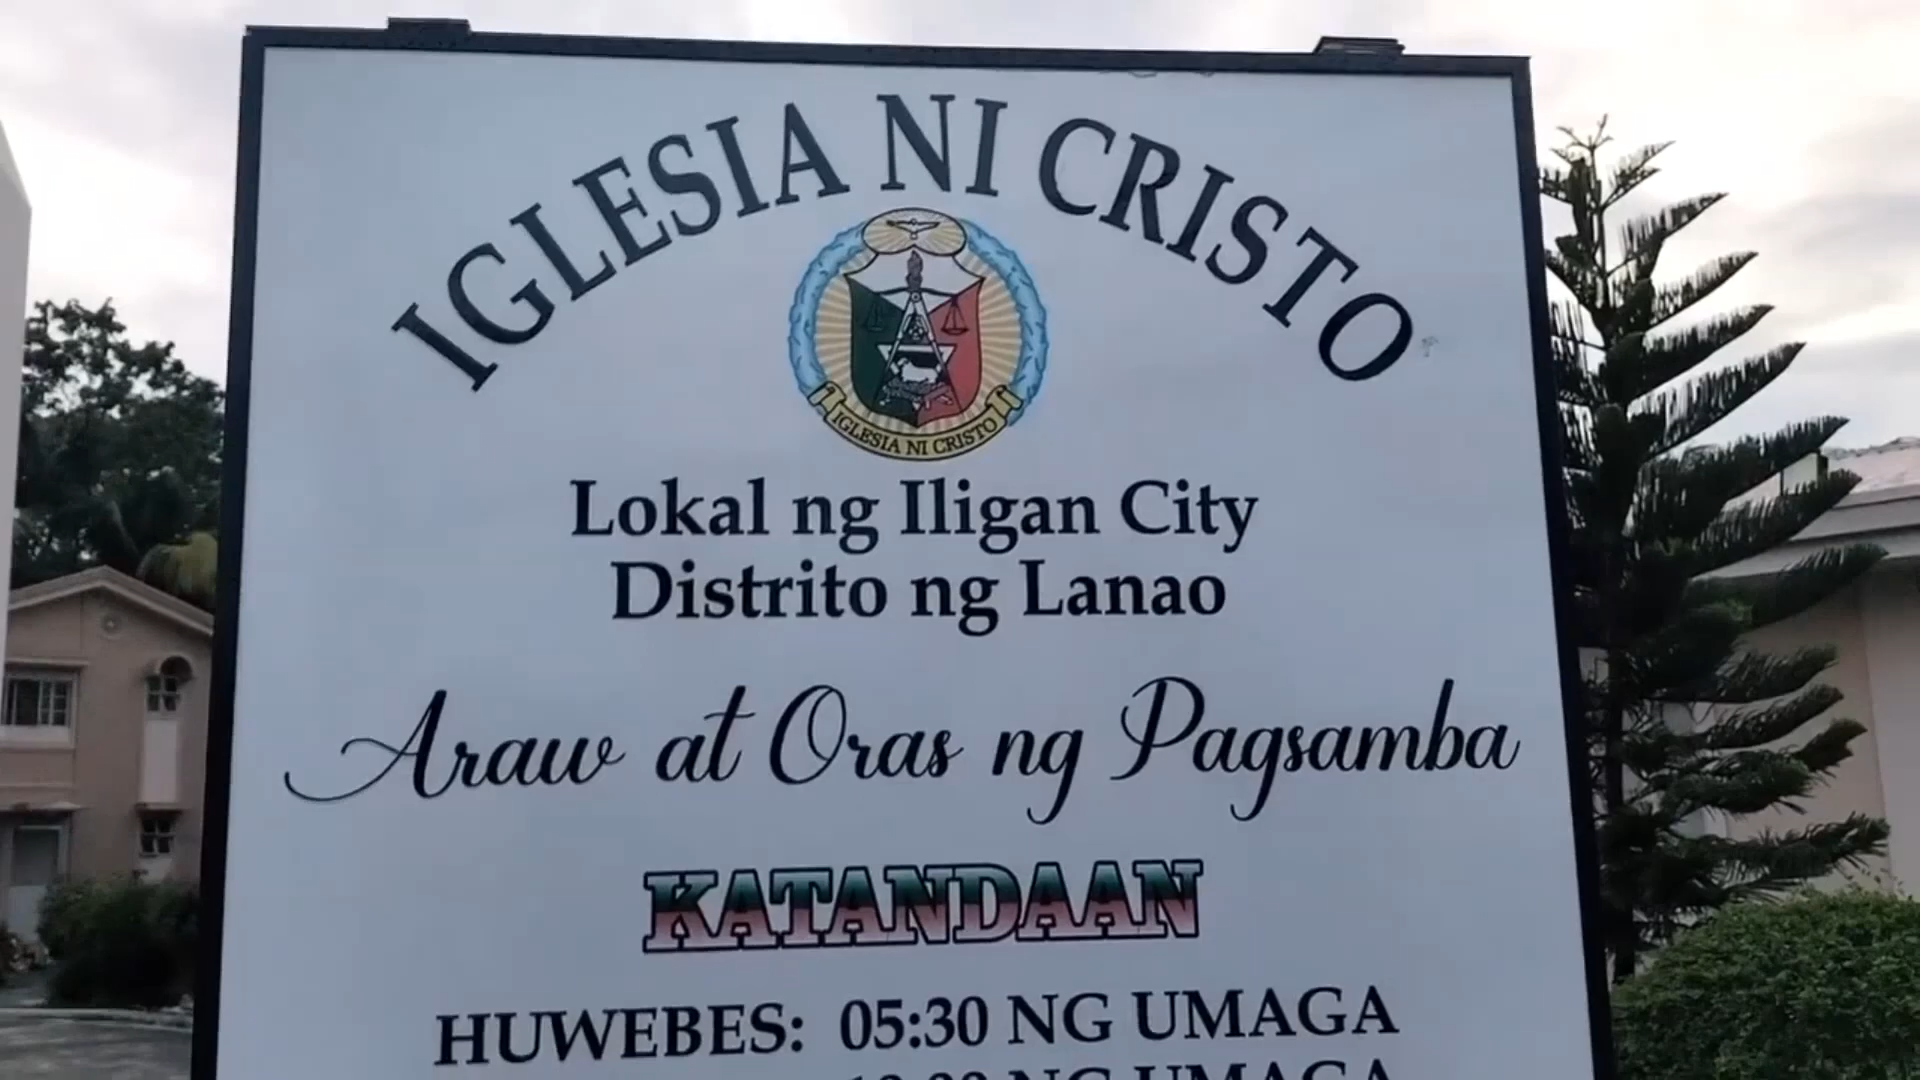 IGLESIA NI CRISTO
IGLESIA NI CRISTO
Lokal ng Iligan City
Distrito ng Lanao
Araw at Oras ng Pagsamba
KATANDAAN
HUWEBES: 05:30 NG UMAGA
NG UMAGA